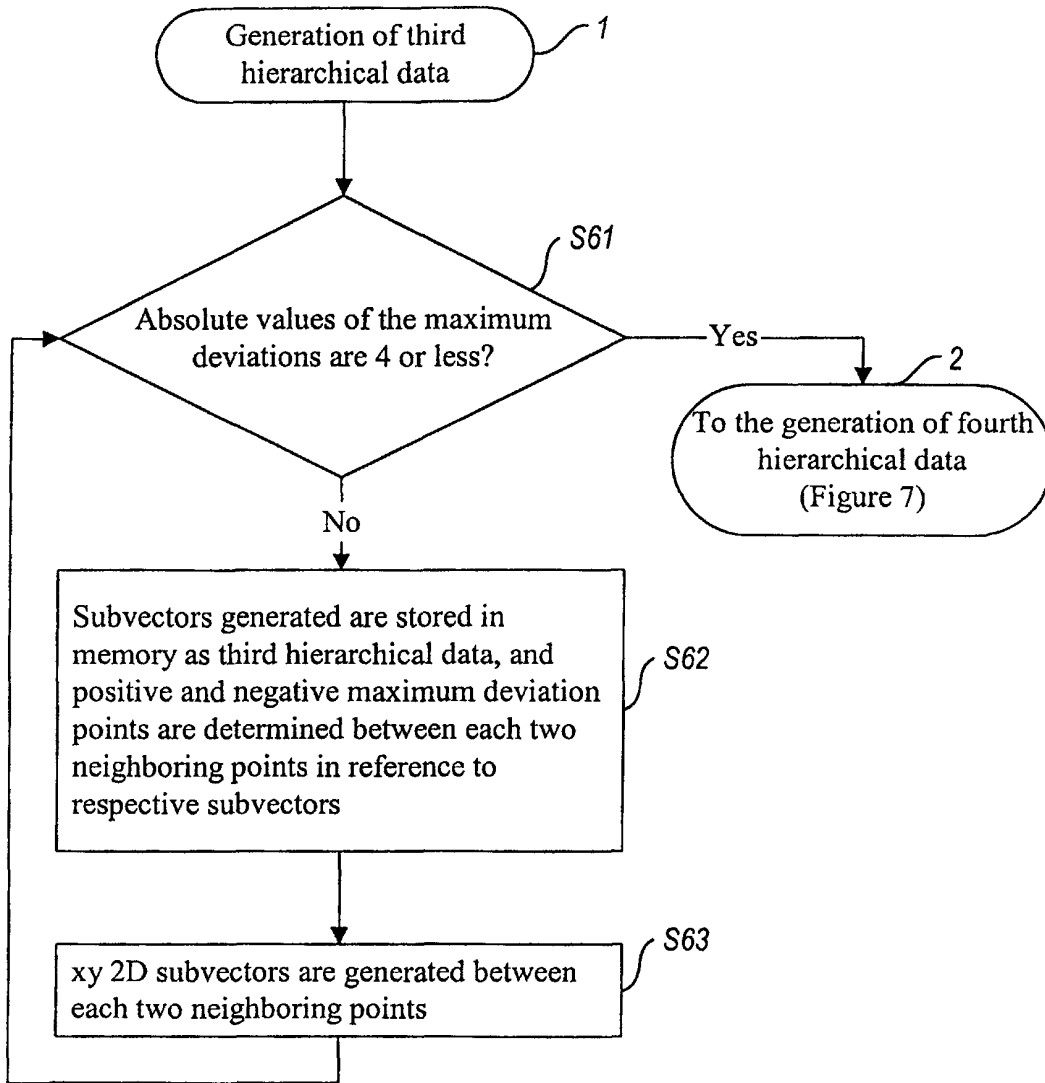 Generation of third
hierarchical data
1
S61
Absolute values of the maximum
deviations are 4 or less?
Yes
2
To the generation of fourth
hierarchical data
(Figure 7)
No
Subvectors generated are stored in
memory as third hierarchical data, and
positive and negative maximum deviation
points are determined between each two
neighboring points in reference to
respective subvectors
S62
xy 2D subvectors are generated between
each two neighboring points
S63